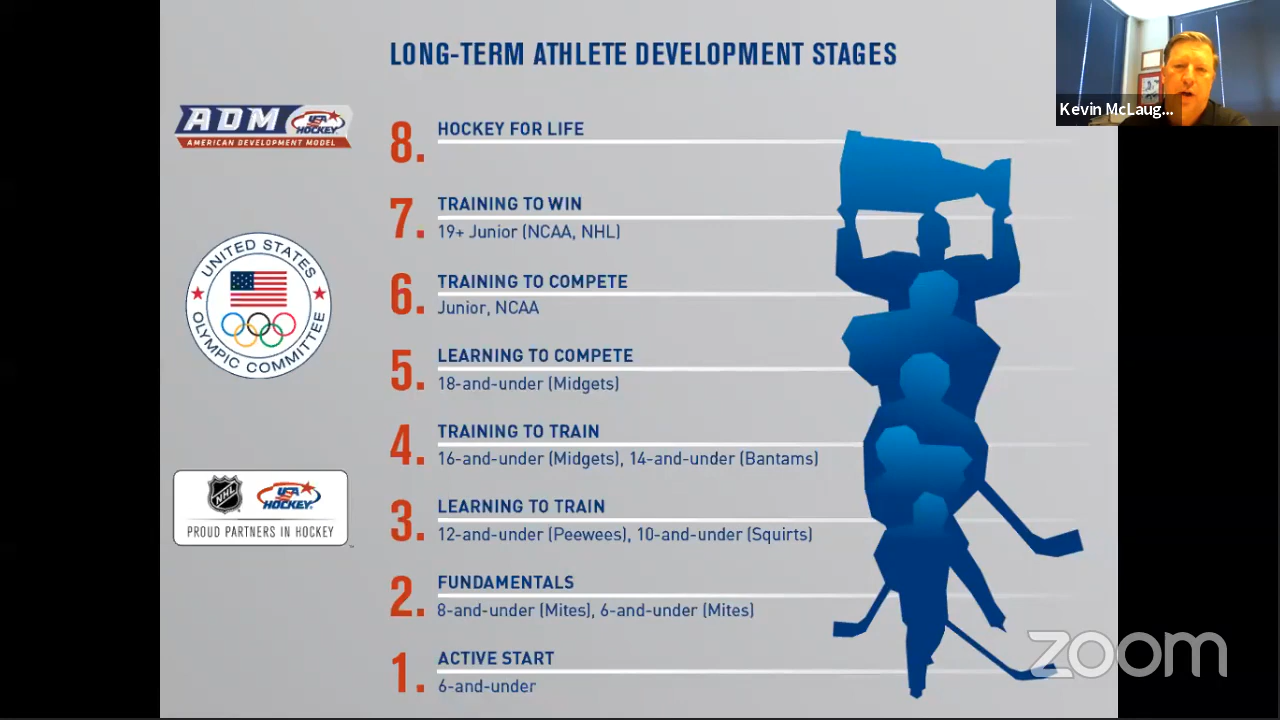 LONG-TERM ATHLETE DEVELOPMENT STAGES
Kevin McLaug...
ADM
USA
HOCKEY
AMERICAN DEVELOPMENT MODEL
8. HOCKEY FOR LIFE
7. TRAINING TO WIN
19+ Junior (NCAA, NHL)
UNITED STATES
OLYMPIC COMMITTEE
6. TRAINING TO COMPETE
Junior, NCAA
5. LEARNING TO COMPETE
18-and-under (Midgets)
4. TRAINING TO TRAIN
16-and-under (Midgets), 14-and-under (Bantams)
NHL
USA
HOCKEY
PROUD PARTNERS IN HOCKEY
3. LEARNING TO TRAIN
12-and-under (Peewees), 10-and-under (Squirts)
2. FUNDAMENTALS
8-and-under (Mites), 6-and-under (Mites)
1. ACTIVE START
6-and-under
zoom